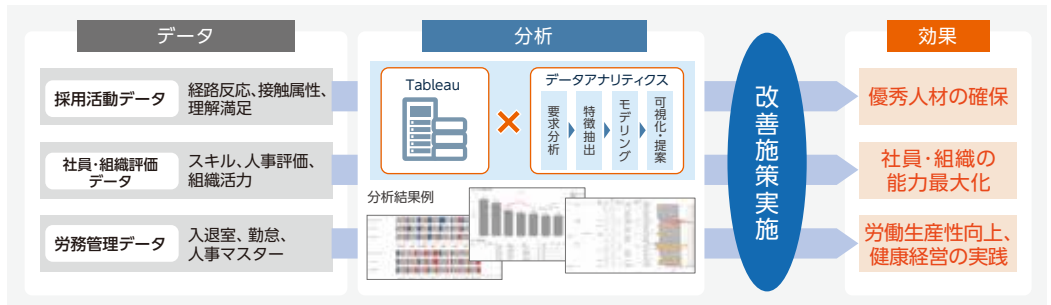 データ
採用活動データ
経路反応、接触属性、
理解満足
社員・組織評価
データ
スキル、人事評価、
組織活力
労務管理データ
入退室、勤怠、
人事マスター
分析
Tableau
×
データアナリティクス
要求分析
特徴抽出
モデリング
可視化・提案
分析結果例
改善施策実施
効果
優秀人材の確保
社員・組織の
能力最大化
労働生産性向上、
健康経営の実践